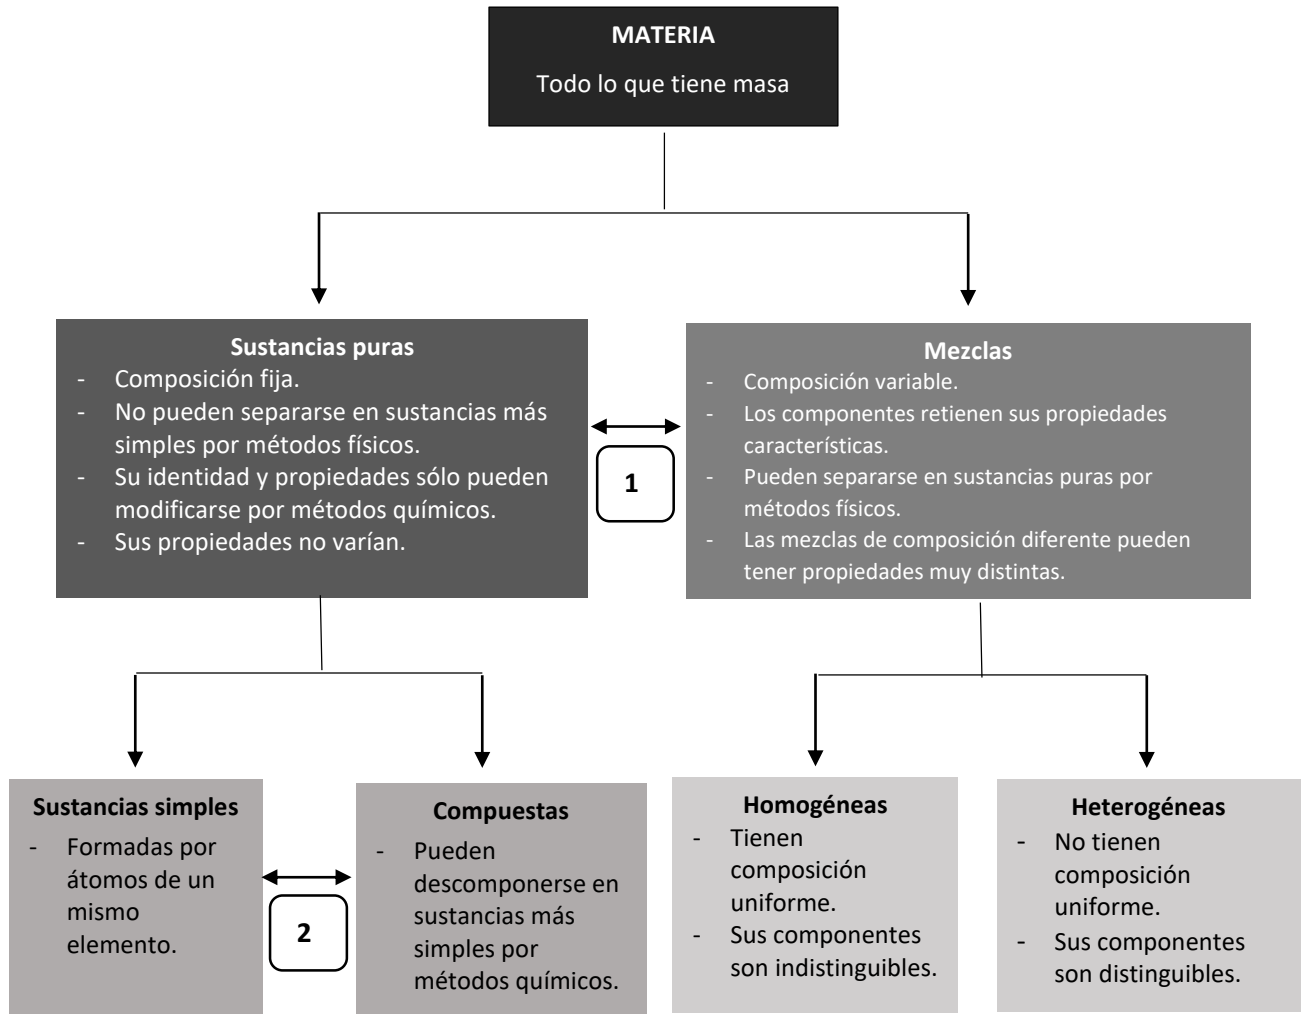 MATERIA
Todo lo que tiene masa
Sustancias puras
- Composición fija.
- No pueden separarse en sustancias más
simples por métodos físicos.
- Su identidad y propiedades sólo pueden
modificarse por métodos químicos.
- Sus propiedades no varían.
1
Mezclas
- Composición variable.
- Los componentes retienen sus propiedades
características.
- Pueden separarse en sustancias puras por
métodos físicos.
- Las mezclas de composición diferente pueden
tener propiedades muy distintas.
Sustancias simples
- Formadas por
átomos de un
mismo
elemento.
2
Compuestas
- Pueden
descomponerse en
sustancias más
simples por
métodos químicos.
Homogéneas
- Tienen
composición
uniforme.
- Sus componentes
son indistinguibles.
Heterogéneas
- No tienen
composición
uniforme.
- Sus componentes
son distinguibles.